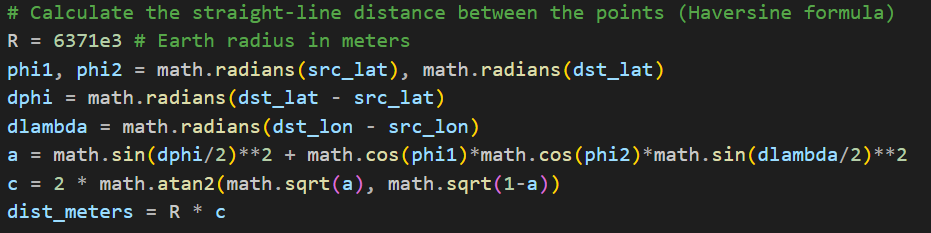 # Calculate the straight-line distance between the points (Haversine formula)
R = 6371e3 # Earth radius in meters
phi1, phi2 = math.radians(src_lat), math.radians(dst_lat)
dphi = math.radians(dst_lat - src_lat)
dlambda = math.radians(dst_lon - src_lon)
a = math.sin(dphi/2)**2 + math.cos(phi1)*math.cos(phi2)*math.sin(dlambda/2)**2
c = 2 * math.atan2(math.sqrt(a), math.sqrt(1-a))
dist_meters = R * c